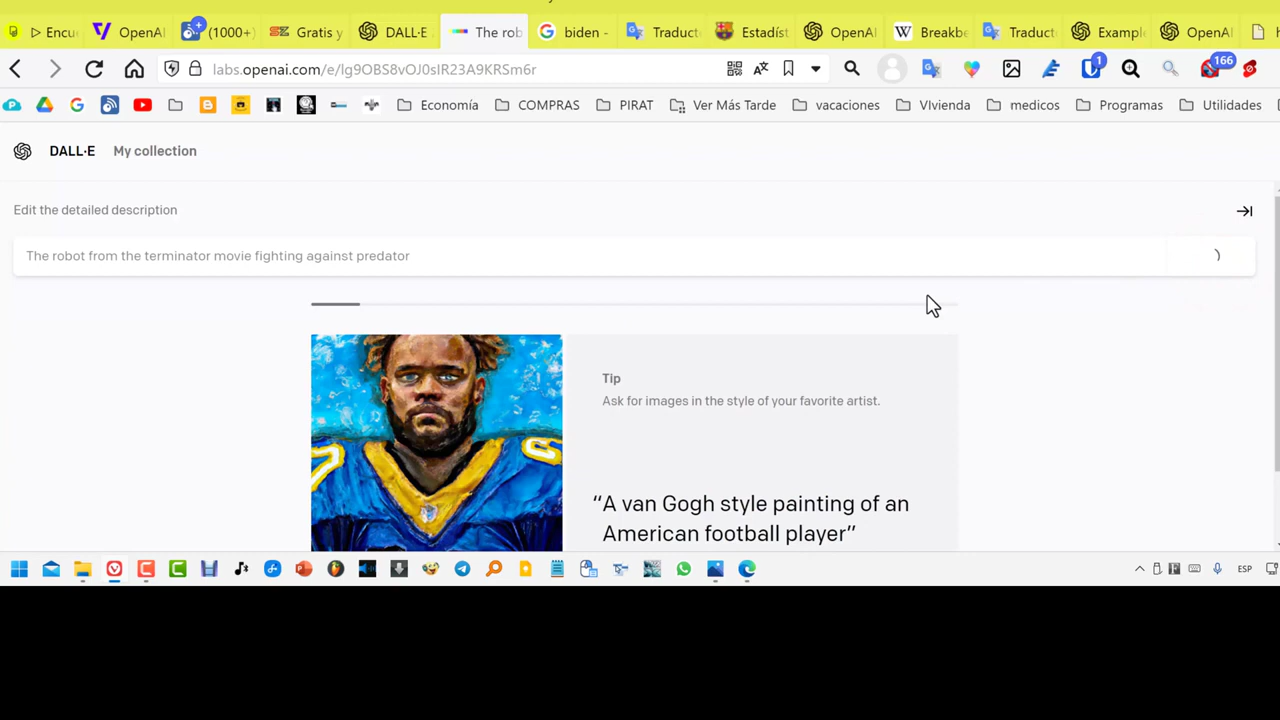 Encu
OpenAI
(1000+)
Gratis y
DALL·E
The rob
biden -
Traduct
Estadíst
OpenAI
Breakb
Traduct
Exampl
OpenAI
labs.openai.com/e/lg9OBS8vOJ0sIR23A9KRSm6r
1
166
Economía
COMPRAS
PIRAT
Ver Más Tarde
vacaciones
VIvienda
medicos
Programas
Utilidades
DALL·E My collection
Edit the detailed description
The robot from the terminator movie fighting against predator
Tip
Ask for images in the style of your favorite artist.
“A van Gogh style painting of an
American football player”
ESP